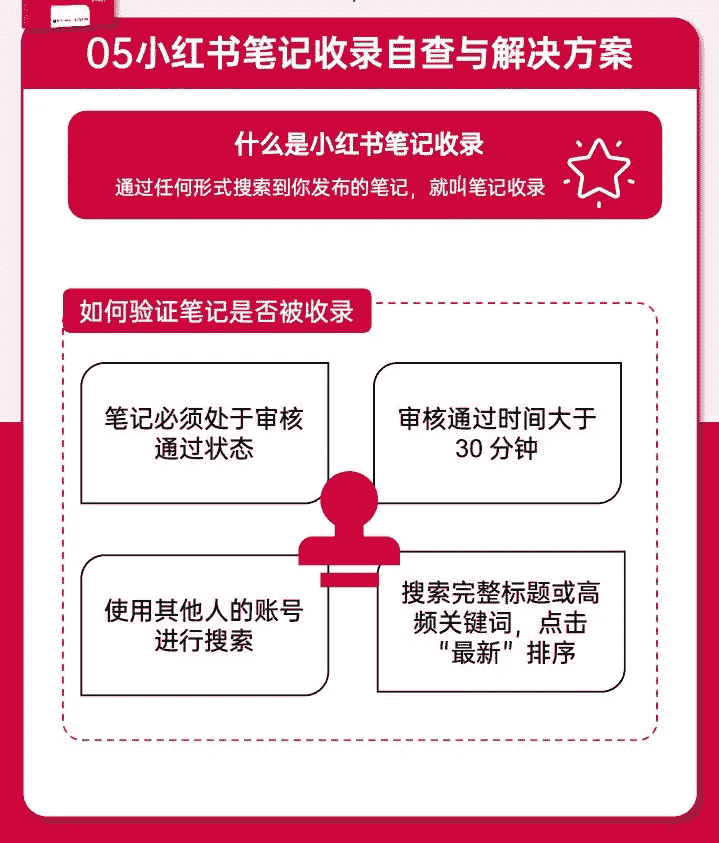 05小红书笔记收录自查与解决方案
什么是小红书笔记收录
通过任何形式搜索到你发布的笔记，就叫笔记收录
如何验证笔记是否被收录
笔记必须处于审核
通过状态
审核通过时间大于
30 分钟
使用其他人的账号
进行搜索
搜索完整标题或高
频关键词，点击
“最新”排序